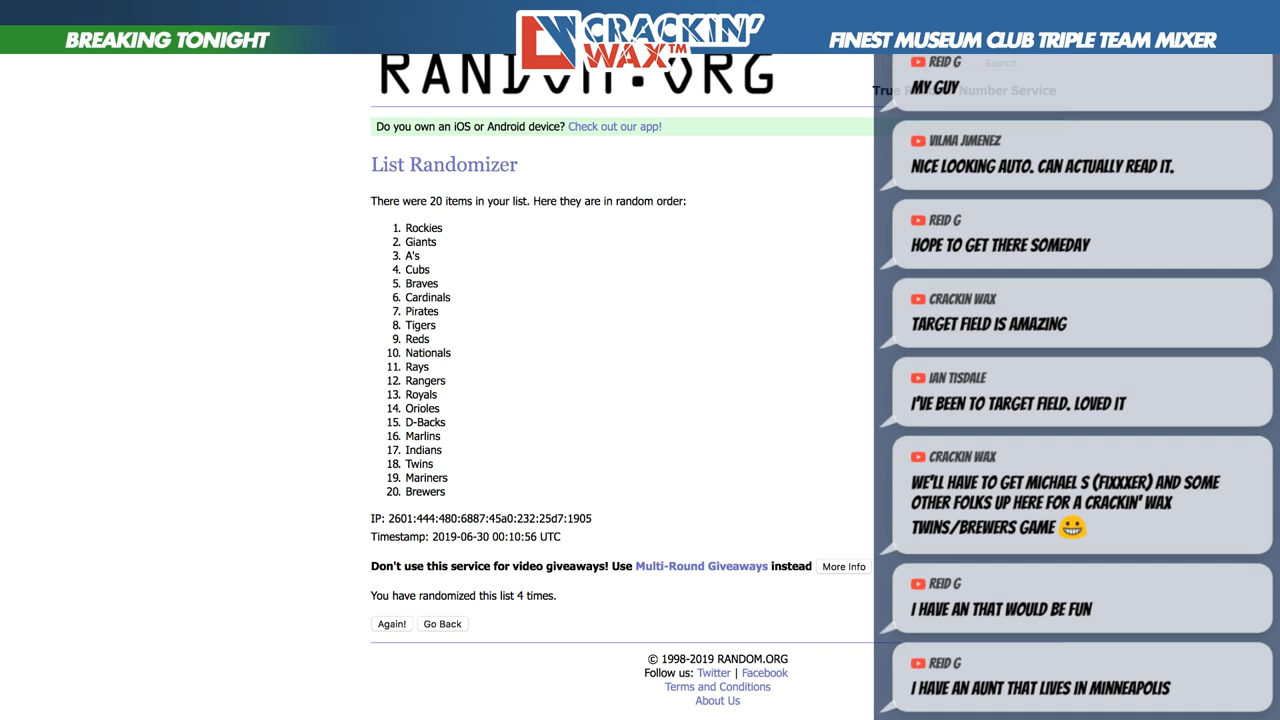 BREAKING TONIGHT
CRACKIN'
WAX™
FINEST MUSEUM CLUB TRIPLE TEAM MIXER
RANDOM.ORG
Search
True Random Number Service
Do you own an iOS or Android device? Check out our app!
List Randomizer
There were 20 items in your list. Here they are in random order:
1. Rockies
2. Giants
3. A's
4. Cubs
5. Braves
6. Cardinals
7. Pirates
8. Tigers
9. Reds
10. Nationals
11. Rays
12. Rangers
13. Royals
14. Orioles
15. D-Backs
16. Marlins
17. Indians
18. Twins
19. Mariners
20. Brewers
IP: 2601:444:480:6887:45a0:232:25d7:1905
Timestamp: 2019-06-30 00:10:56 UTC
Don't use this service for video giveaways! Use Multi-Round Giveaways instead More Info
You have randomized this list 4 times.
Again! Go Back
© 1998-2019 RANDOM.ORG
Follow us: Twitter | Facebook
Terms and Conditions
About Us
REID G
MY GUY
VILMA JIMENEZ
NICE LOOKING AUTO. CAN ACTUALLY READ IT.
REID G
HOPE TO GET THERE SOMEDAY
CRACKIN WAX
TARGET FIELD IS AMAZING
IAN TISDALE
I'VE BEEN TO TARGET FIELD. LOVED IT
CRACKIN WAX
WE'LL HAVE TO GET MICHAEL S (FIXXXER) AND SOME
OTHER FOLKS UP HERE FOR A CRACKIN' WAX
TWINS/BREWERS GAME 😀
REID G
I HAVE AN THAT WOULD BE FUN
REID G
I HAVE AN AUNT THAT LIVES IN MINNEAPOLIS